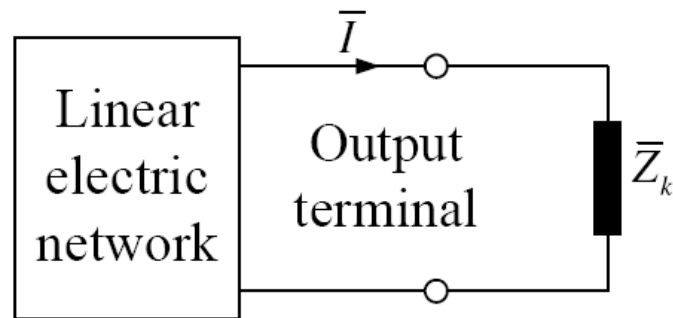 I̅
Linear
electric
network
Output
terminal
Z̅ₖ